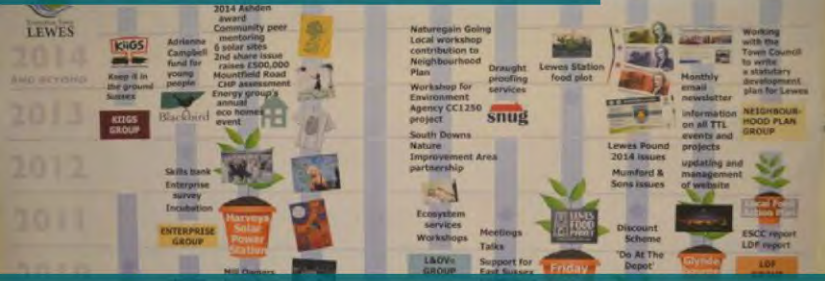 Transition Town
LEWES
2014
AND BEYOND
2013
2012
2011
KIIGS
Keep it in
the ground
Sussex
KIIGS
GROUP
Adrianne
Campbell
fund for
young
people
Skills bank
Enterprise
survey
Incubation
ENTERPRISE
GROUP
2014 Ashden
award
Community peer
mentoring
6 solar sites
2nd share issue
raises £500,000
Mountfield Road
CHP assessment
Energy group's
annual
eco homes
event
Harveys
Solar
Power
Station
Mill Owners
Naturegain Going
Local workshop
contribution to
Neighbourhood
Plan
Workshop for
Environment
Agency CC1250
project
South Downs
Nature
Improvement Area
partnership
Ecosystem
services
Workshops
GROUP
Draught
proofing
services
snug
Meetings
Talks
Support for
East Sussex
Lewes Station
food plot
LEWES
FOOD
Friday
Lewes Pound
2014 issues
Mumford &
Sons issues
Discount
Scheme
'Do At The
Depot'
Monthly
email
newsletter
information
on all TTL
events and
projects
updating and
management
of website
Glynde
Working
with the
Town Council
to write
a statutory
development
plan for Lewes
NEIGHBOUR-
HOOD PLAN
GROUP
Local Food
Action Plan
ESCC report
LDF report
LDF